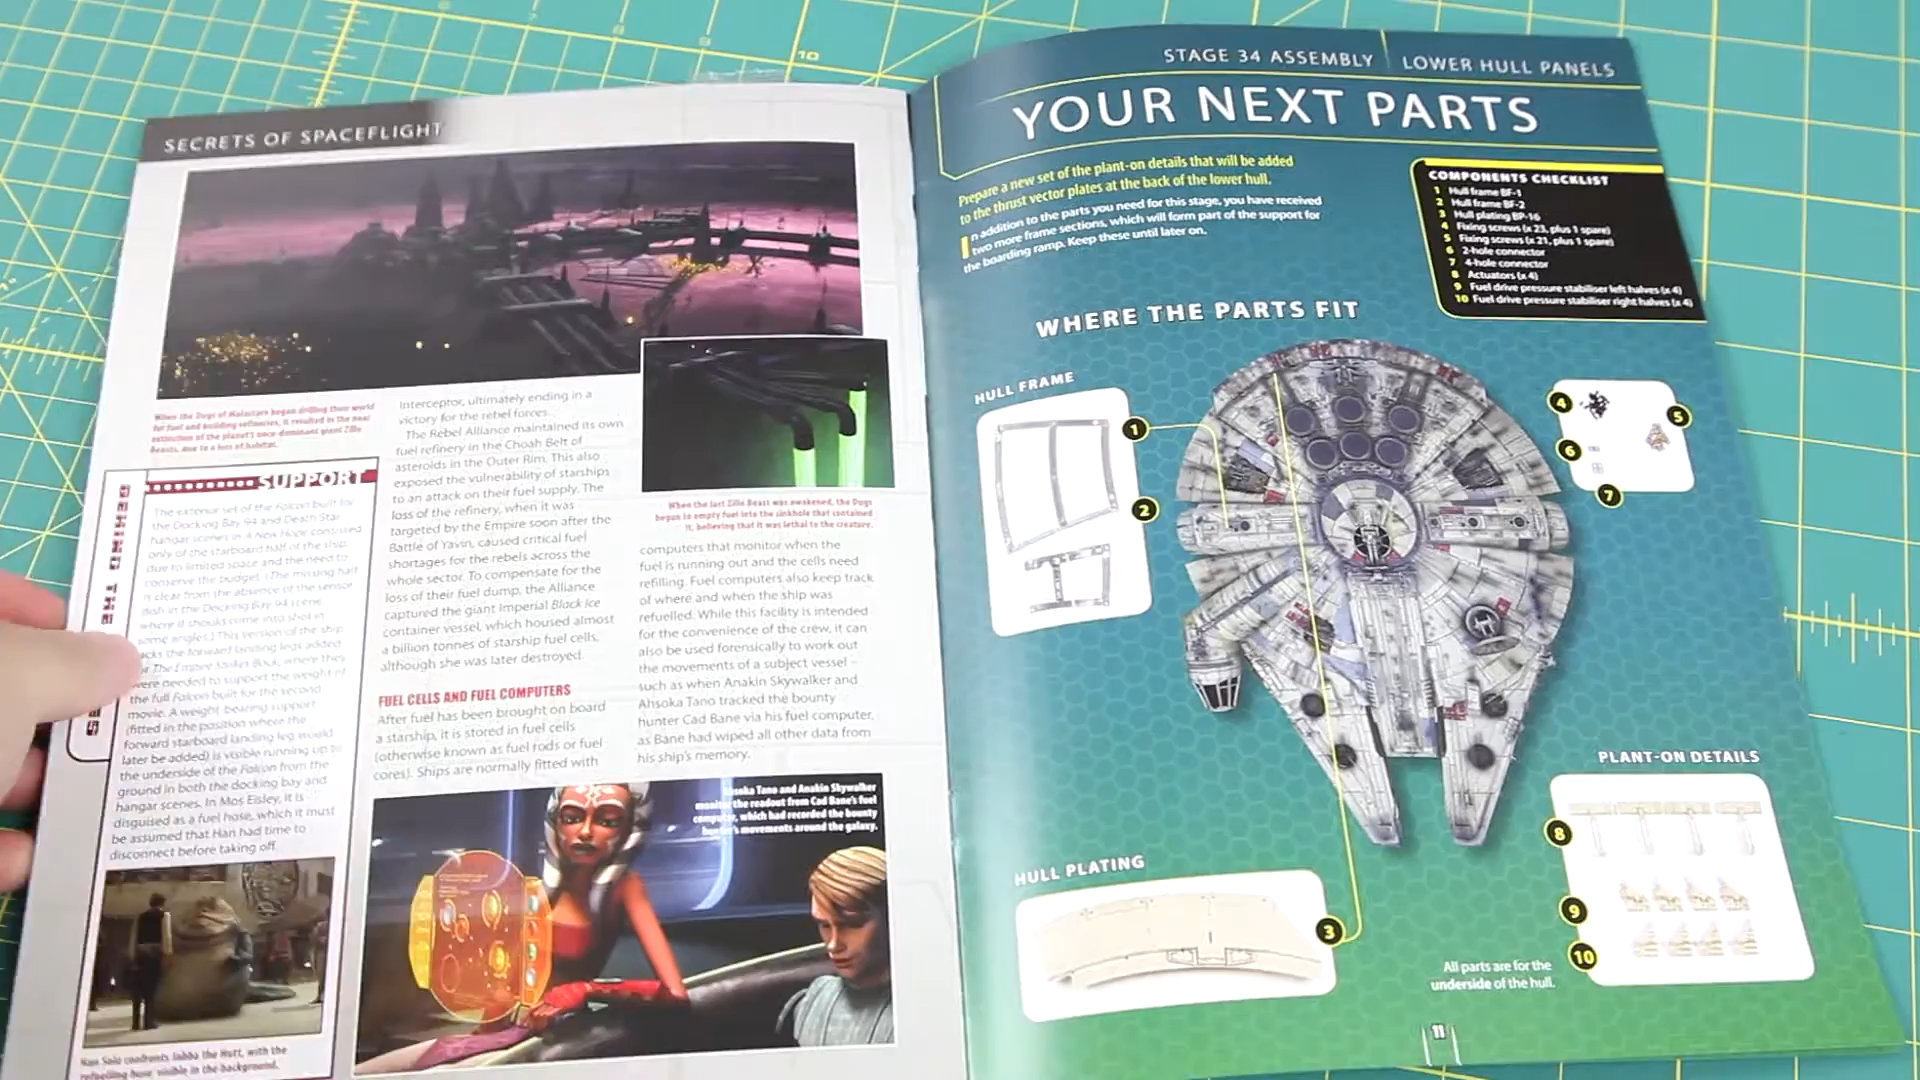 SECRETS OF SPACEFLIGHT
When the Dugs of Malastare began drilling their world
for fuel and building refineries, it resulted in the near
extinction of the planet's once-dominant giant Zillo
Beasts, due to a loss of habitat.
BEHIND THE
SUPPORT
The exterior set of the Falcon built for
the Docking Bay 94 and Death Star
hangar scenes in A New Hope consisted
only of the starboard half of the ship,
due to limited space and the need to
conserve the budget. (The missing half
is clear from the absence of the sensor
dish in the Docking Bay 94 scene,
where it should come into shot in
some angles.) This version of the ship
lacks the forward landing legs added
for The Empire Strikes Back, where they
were needed to support the weight of
the full Falcon built for the second
movie. A weight-bearing support
(fitted in the position where the
forward starboard landing leg would
later be added) is visible running up to
the underside of the Falcon from the
ground in both the docking bay and
hangar scenes. In Mos Eisley, it is
disguised as a fuel hose, which it must
be assumed that Han had time to
disconnect before taking off.
Han Solo confronts Jabba the Hutt, with the
refuelling hose visible in the background.
Interceptor, ultimately ending in a
victory for the rebel forces.
The Rebel Alliance maintained its own
fuel refinery in the Choah Belt of
asteroids in the Outer Rim. This also
exposed the vulnerability of starships
to an attack on their fuel supply. The
loss of the refinery, when it was
targeted by the Empire soon after the
Battle of Yavin, caused critical fuel
shortages for the rebels across the
whole sector. To compensate for the
loss of their fuel dump, the Alliance
captured the giant Imperial Black Ice
container vessel, which housed almost
a billion tonnes of starship fuel cells,
although she was later destroyed.
FUEL CELLS AND FUEL COMPUTERS
After fuel has been brought on board
a starship, it is stored in fuel cells
(otherwise known as fuel rods or fuel
cores). Ships are normally fitted with
When the last Zillo Beast was awakened, the Dugs
began to empty fuel into the sinkhole that contained
it, believing that it was lethal to the creature.
computers that monitor when the
fuel is running out and the cells need
refilling. Fuel computers also keep track
of where and when the ship was
refuelled. While this facility is intended
for the convenience of the crew, it can
also be used forensically to work out
the movements of a subject vessel –
such as when Anakin Skywalker and
Ahsoka Tano tracked the bounty
hunter Cad Bane via his fuel computer,
as Bane had wiped all other data from
his ship's memory.
Ahsoka Tano and Anakin Skywalker
monitor the readout from Cad Bane's fuel
computer, which had recorded the bounty
hunter's movements around the galaxy.
STAGE 34 ASSEMBLY LOWER HULL PANELS
YOUR NEXT PARTS
Prepare a new set of the plant-on details that will be added
to the thrust vector plates at the back of the lower hull.
In addition to the parts you need for this stage, you have received
two more frame sections, which will form part of the support for
the boarding ramp. Keep these until later on.
COMPONENTS CHECKLIST
1 Hull frame BF-1
2 Hull frame BF-2
3 Hull plating BP-16
4 Fixing screws (x 23, plus 1 spare)
5 Fixing screws (x 21, plus 1 spare)
6 2-hole connector
7 4-hole connector
8 Actuators (x 4)
9 Fuel drive pressure stabiliser left halves (x 4)
10 Fuel drive pressure stabiliser right halves (x 4)
WHERE THE PARTS FIT
HULL FRAME
1
2
4
5
6
7
HULL PLATING
3
PLANT-ON DETAILS
8
9
10
All parts are for the
underside of the hull.
11
10